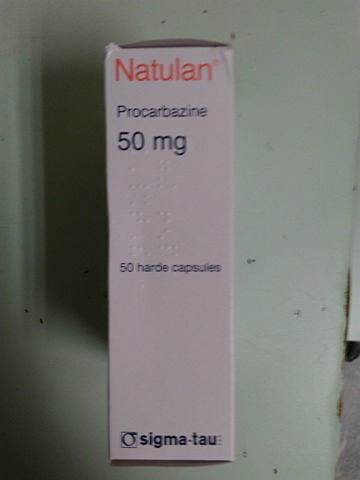 Natulan®
Procarbazine
50 mg
50 harde capsules
sigma-tau